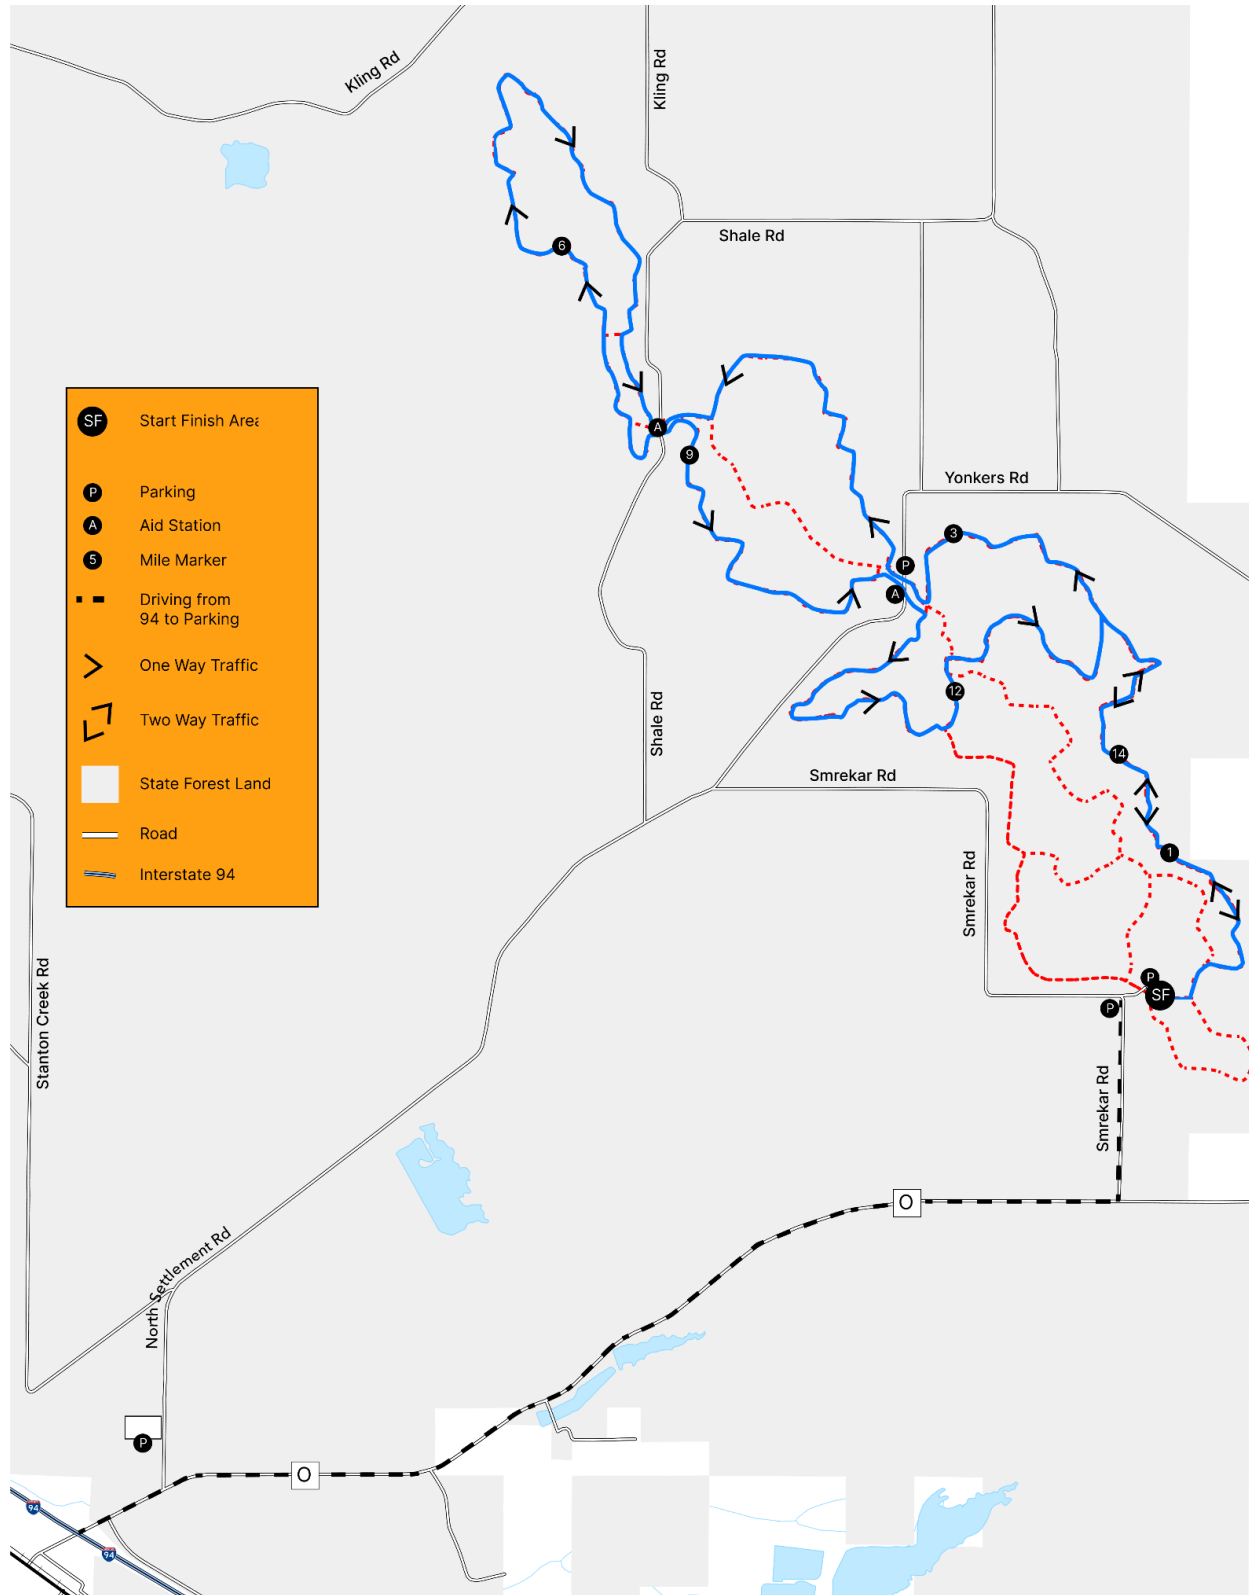 Kling Rd
Kling Rd
Shale Rd
6
A
9
Yonkers Rd
3
P
A
12
Shale Rd
Smrekar Rd
14
1
Smrekar Rd
P
SF
P
Smrekar Rd
SF Start Finish Area
P Parking
A Aid Station
5 Mile Marker
Driving from
94 to Parking
One Way Traffic
Two Way Traffic
State Forest Land
Road
Interstate 94
Stanton Creek Rd
North Settlement Rd
O
P
O
94
94